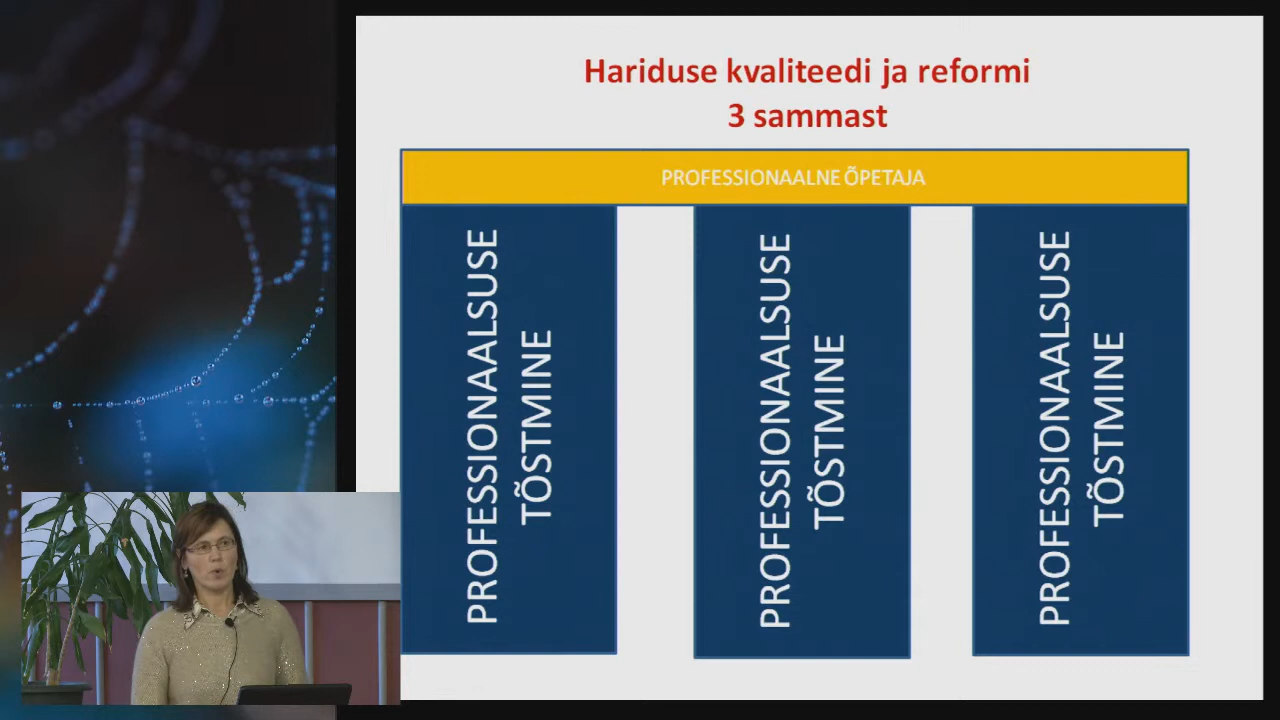 Hariduse kvaliteedi ja reformi
3 sammast
PROFESSIONAALNE ÕPETAJA
PROFESSIONAALSUSE
TÕSTMINE
PROFESSIONAALSUSE
TÕSTMINE
PROFESSIONAALSUSE
TÕSTMINE